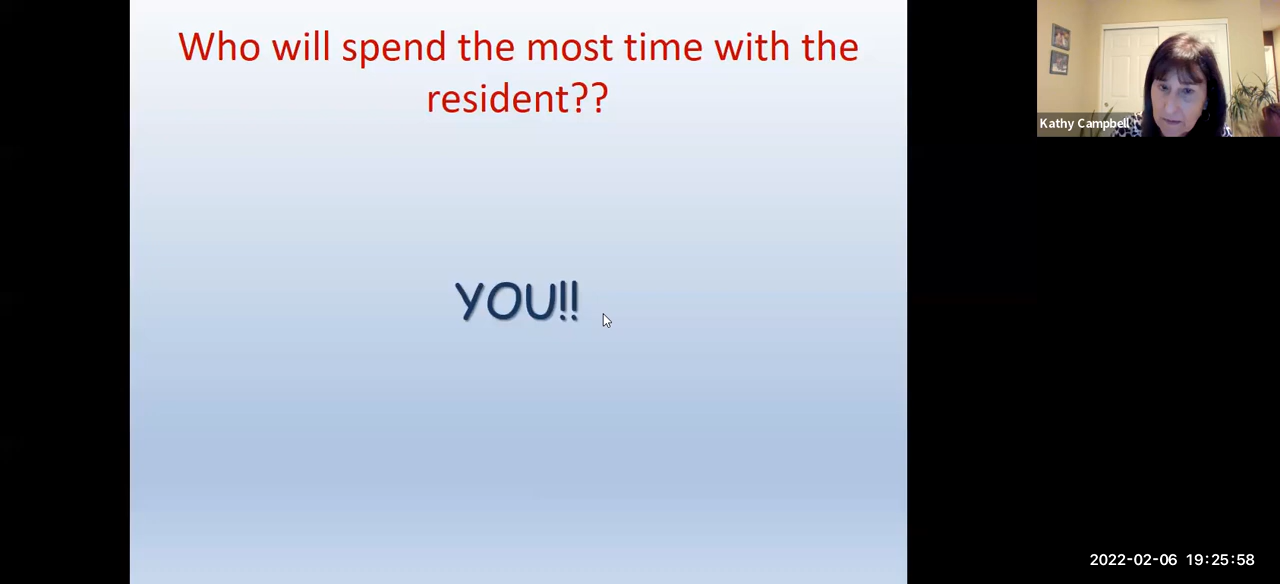 Who will spend the most time with the
resident??
YOU!!
Kathy Campbell
2022-02-06 19:25:58